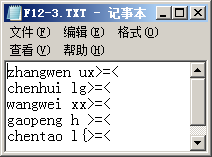 F12-3.TXT - 记事本
文件(F) 编辑(E) 格式(O)
查看(V) 帮助(H)
zhangwen ux>=<
chenhui lg>=<
wangwei xx>=<
gaopeng h >=<
chentao l{>=<